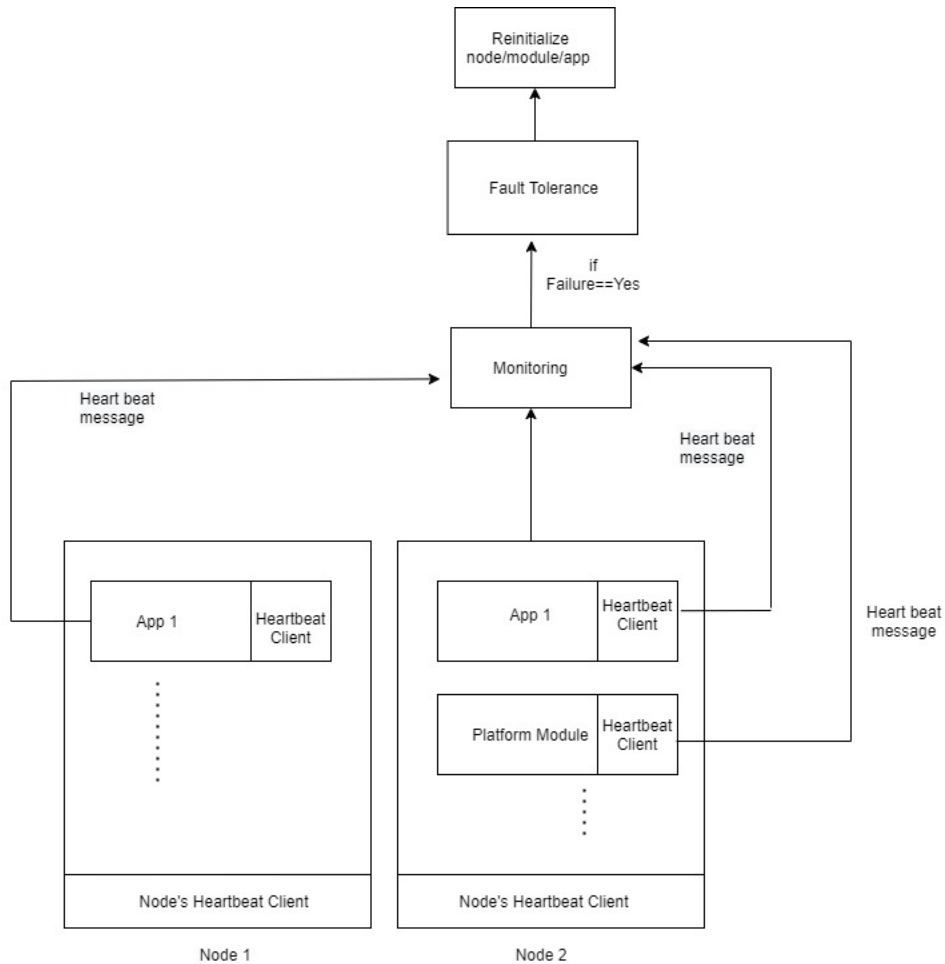 Reinitialize
node/module/app
Fault Tolerance
if
Failure==Yes
Monitoring
Heart beat
message
Heart beat
message
App 1
Heartbeat
Client
App 1
Heartbeat
Client
Heart beat
message
Platform Module
Heartbeat
Client
Node's Heartbeat Client
Node's Heartbeat Client
Node 1
Node 2